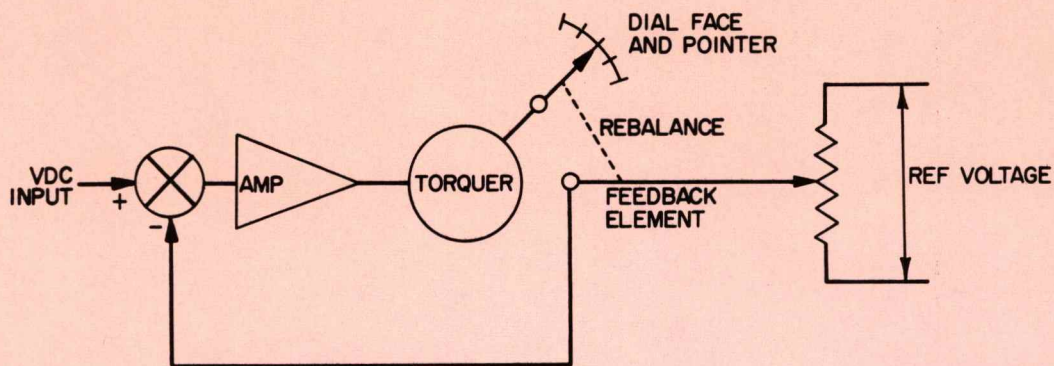 DIAL FACE
AND POINTER
REBALANCE
VDC
INPUT
+
-
AMP
TORQUER
FEEDBACK
ELEMENT
REF VOLTAGE